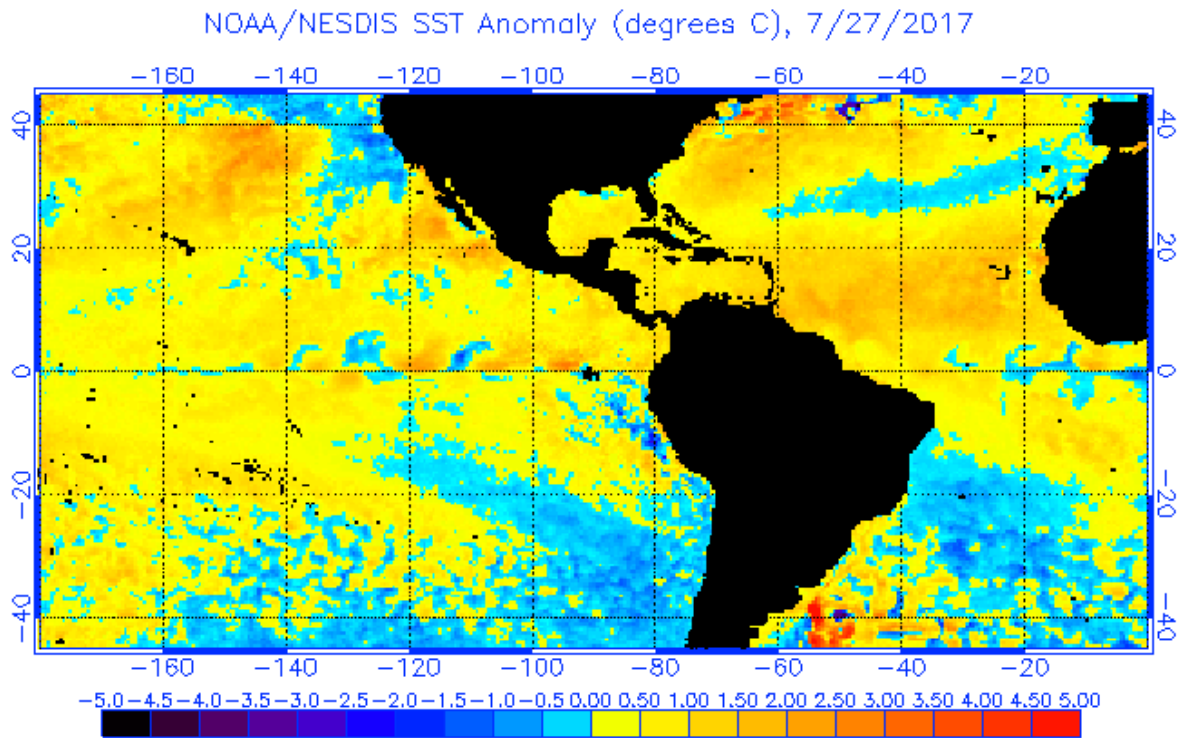 NOAA/NESDIS SST Anomaly (degrees C), 7/27/2017
-160 -140 -120 -100 -80 -60 -40 -20
40 40
20 20
0 0
-20 -20
-40 -40
-160 -140 -120 -100 -80 -60 -40 -20
-5.0 -4.5 -4.0 -3.5 -3.0 -2.5 -2.0 -1.5 -1.0 -0.5 0.00 0.50 1.00 1.50 2.00 2.50 3.00 3.50 4.00 4.50 5.00